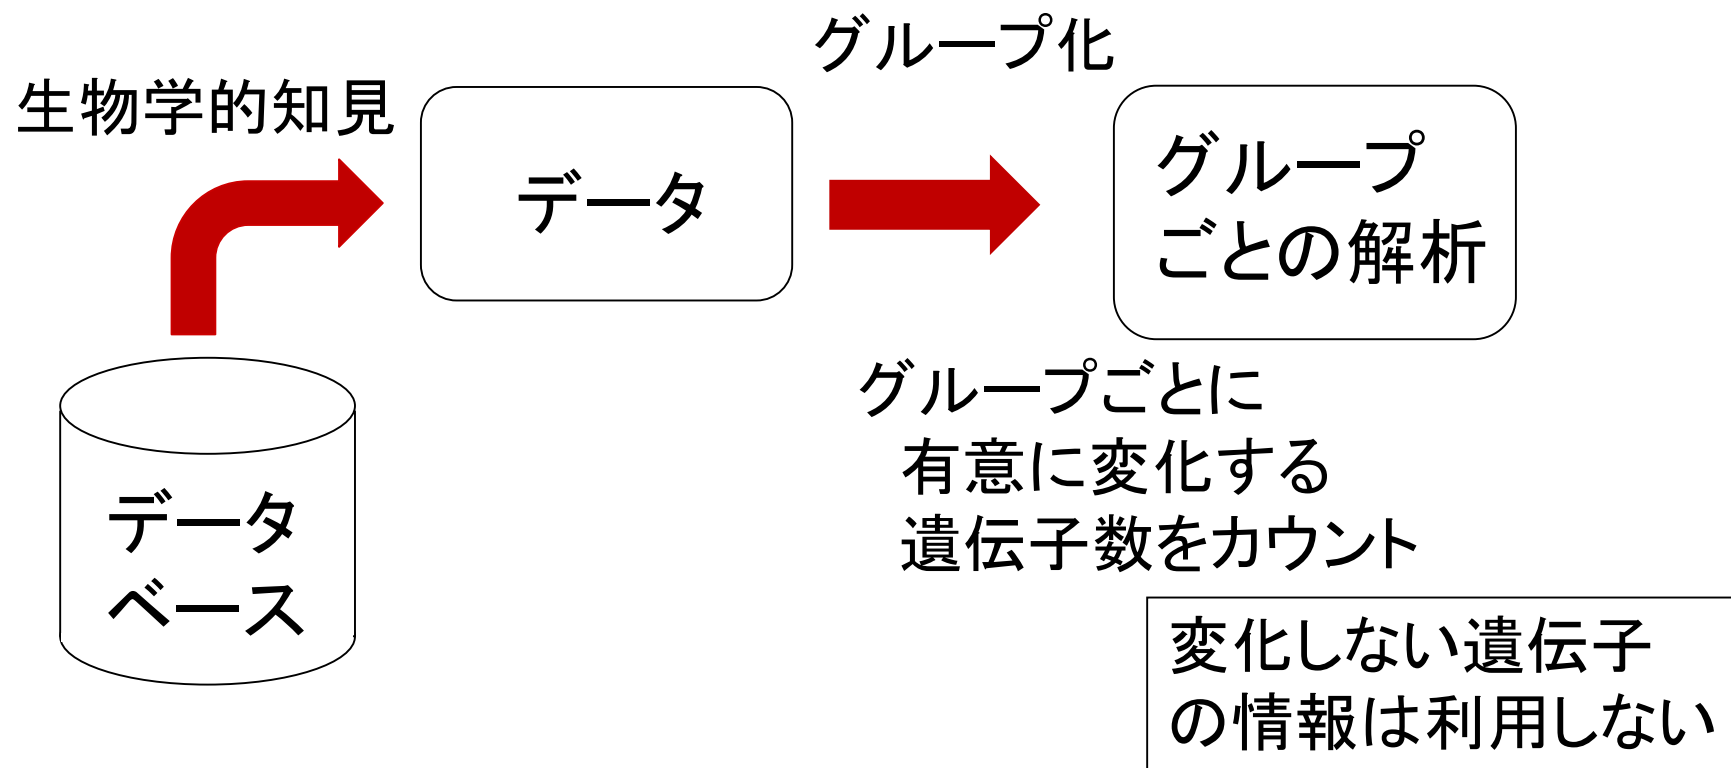 生物学的知見
データ
グループ化
グループ
ごとの解析
データ
ベース
グループごとに
有意に変化する
遺伝子数をカウント
変化しない遺伝子
の情報は利用しない